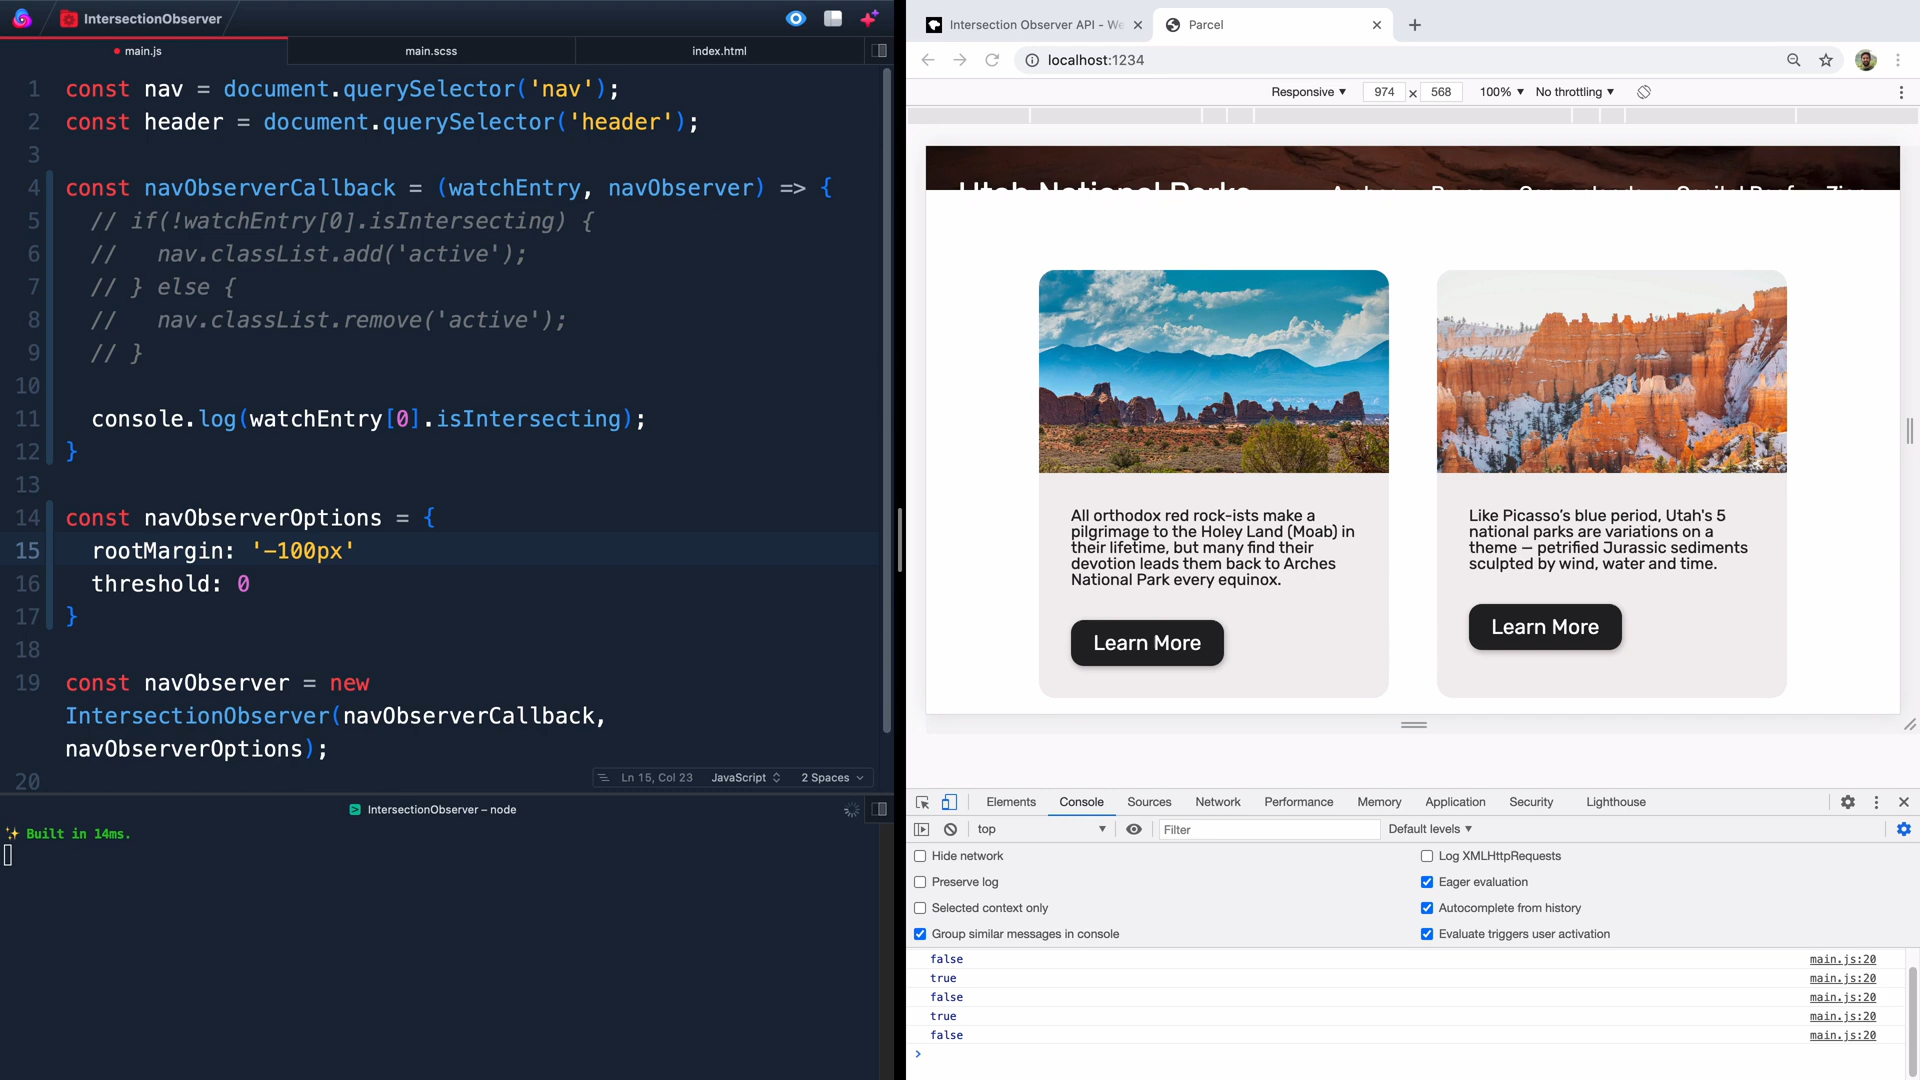 IntersectionObserver
main.js
main.scss
index.html
1 const nav = document.querySelector('nav');
2 const header = document.querySelector('header');
3
4 const navObserverCallback = (watchEntry, navObserver) => {
5 // if(!watchEntry[0].isIntersecting) {
6 //   nav.classList.add('active');
7 // } else {
8 //   nav.classList.remove('active');
9 // }
10
11 console.log(watchEntry[0].isIntersecting);
12 }
13
14 const navObserverOptions = {
15 rootMargin: '-100px'
16 threshold: 0
17 }
18
19 const navObserver = new
IntersectionObserver(navObserverCallback,
navObserverOptions);
20
Ln 15, Col 23 JavaScript 2 Spaces
IntersectionObserver – node
Built in 14ms.
Intersection Observer API - We
Parcel
localhost:1234
Responsive 974 × 568 100% No throttling
Utah National Parks
All orthodox red rock-ists make a
pilgrimage to the Holey Land (Moab) in
their lifetime, but many find their
devotion leads them back to Arches
National Park every equinox.
Learn More
Like Picasso’s blue period, Utah's 5
national parks are variations on a
theme — petrified Jurassic sediments
sculpted by wind, water and time.
Learn More
Elements Console Sources Network Performance Memory Application Security Lighthouse
top Filter Default levels
Hide network
Log XMLHttpRequests
Preserve log
Eager evaluation
Selected context only
Autocomplete from history
Group similar messages in console
Evaluate triggers user activation
false main.js:20
true main.js:20
false main.js:20
true main.js:20
false main.js:20